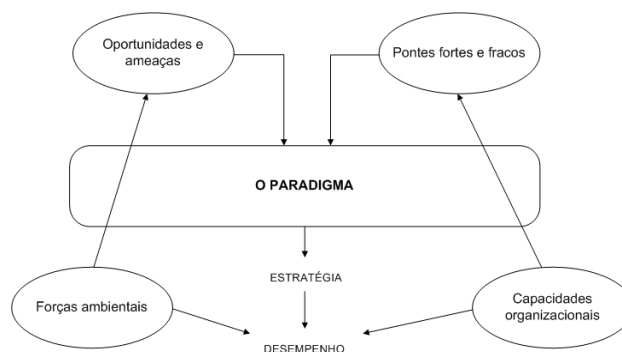 Oportunidades e
ameaças
Pontes fortes e fracos
O PARADIGMA
ESTRATÉGIA
Forças ambientais
Capacidades
organizacionais
DESEMPENHO